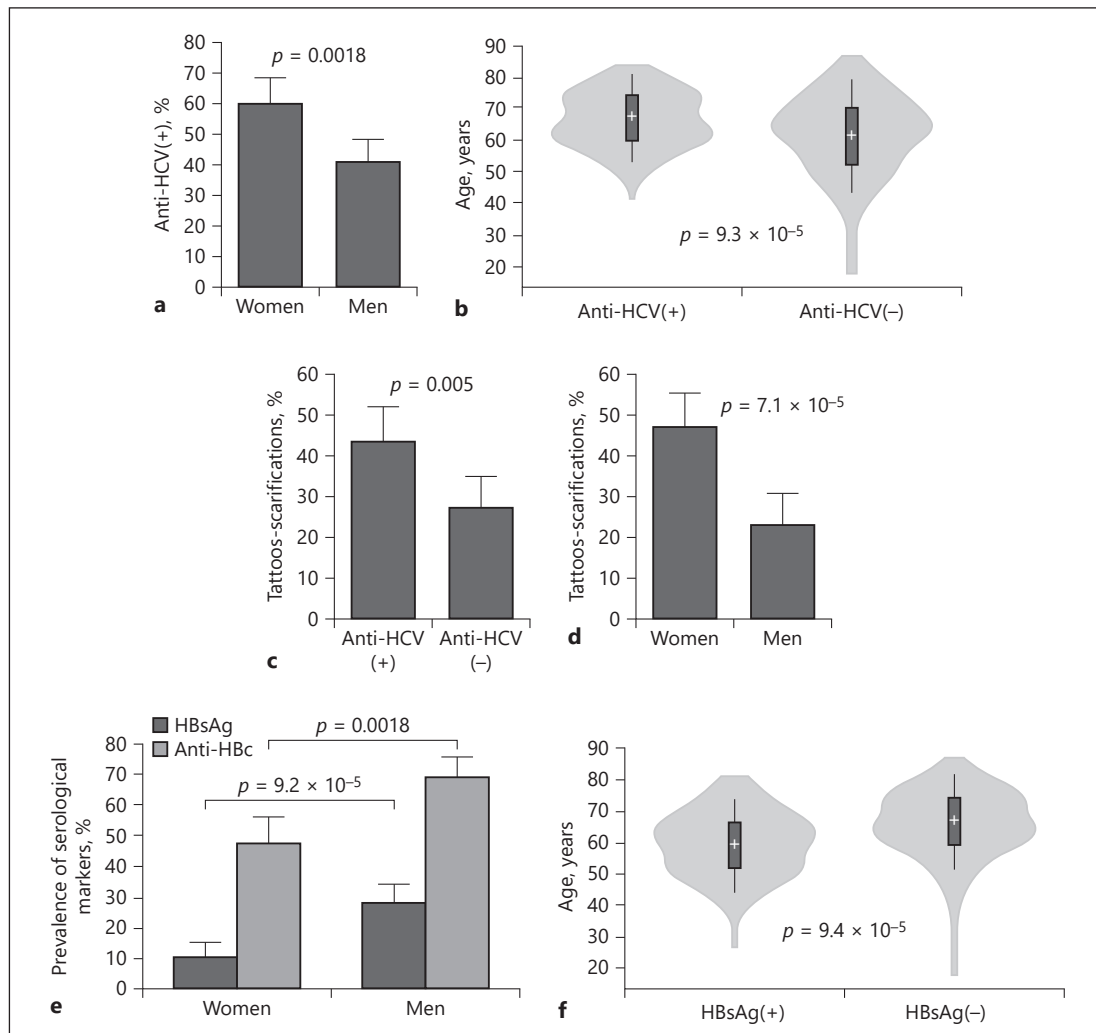 p = 0.0018
Anti-HCV(+), %
80
70
60
50
40
30
20
10
0
Women Men
a
Age, years
90
80
70
60
50
40
30
20
p = 9.3 × 10–5
Anti-HCV(+) Anti-HCV(–)
b
Tattoos-scarifications, %
60
50
40
30
20
10
0
p = 0.005
Anti-HCV
(+)
Anti-HCV
(–)
c
Tattoos-scarifications, %
60
50
40
30
20
10
0
p = 7.1 × 10–5
Women Men
d
HBsAg
Anti-HBc
Prevalence of serological
markers, %
80
70
60
50
40
30
20
10
0
p = 0.0018
p = 9.2 × 10–5
Women Men
e
Age, years
90
80
70
60
50
40
30
20
p = 9.4 × 10–5
HBsAg(+) HBsAg(–)
f